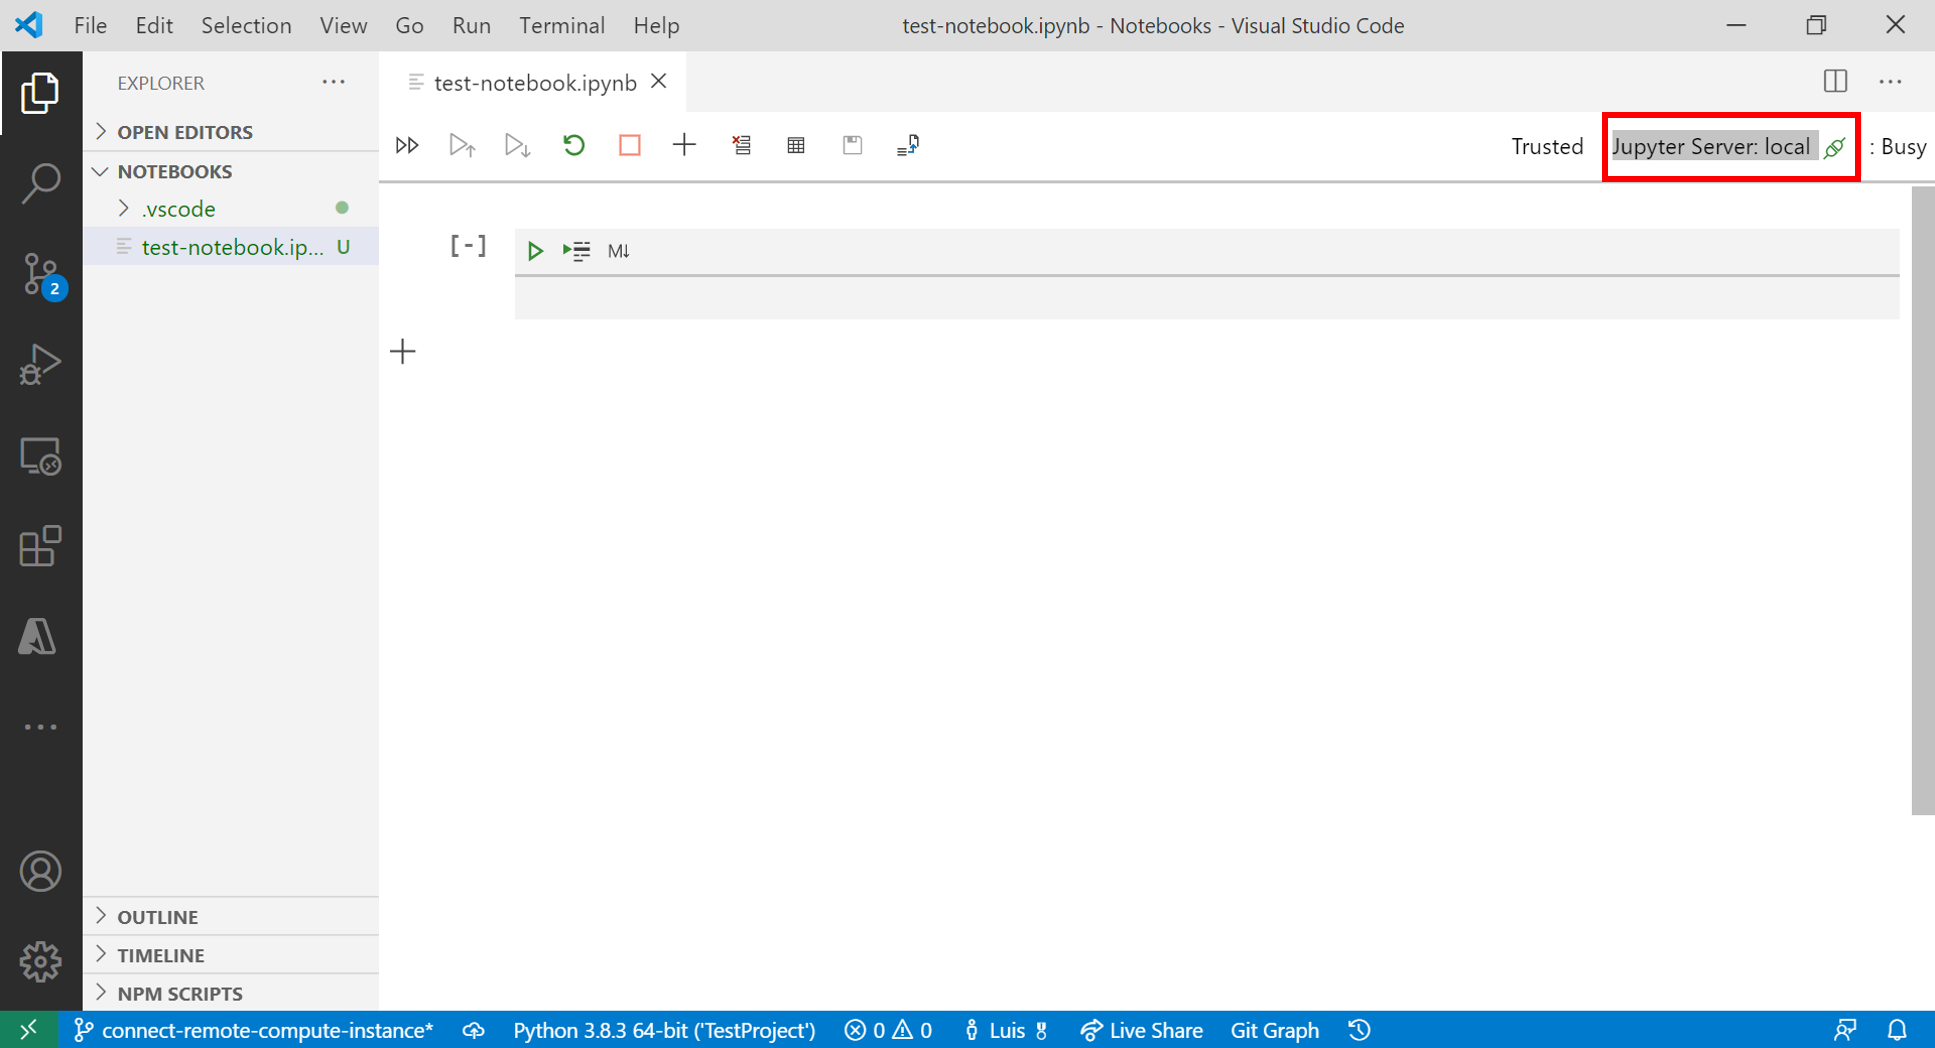 File Edit Selection View Go Run Terminal Help
test-notebook.ipynb - Notebooks - Visual Studio Code
EXPLORER
OPEN EDITORS
NOTEBOOKS
.vscode
test-notebook.ip... U
2
test-notebook.ipynb
Trusted Jupyter Server: local : Busy
[-]
M↓
OUTLINE
TIMELINE
NPM SCRIPTS
connect-remote-compute-instance* Python 3.8.3 64-bit ('TestProject') 0 0 Luis Live Share Git Graph